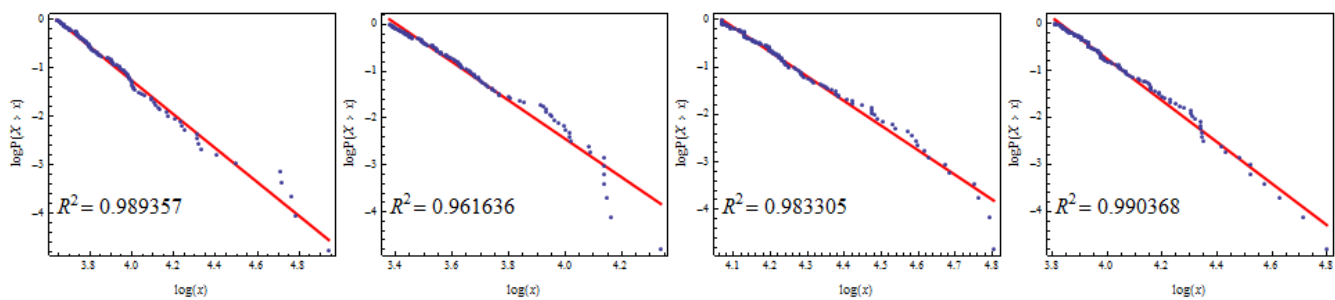 logP(X > x)
0
−1
−2
−3
−4
R² = 0.989357
3.8 4.0 4.2 4.4 4.6 4.8
log(x)
logP(X > x)
0
−1
−2
−3
−4
R² = 0.961636
3.4 3.6 3.8 4.0 4.2
log(x)
logP(X > x)
0
−1
−2
−3
−4
R² = 0.983305
4.1 4.2 4.3 4.4 4.5 4.6 4.7 4.8
log(x)
logP(X > x)
0
−1
−2
−3
−4
R² = 0.990368
3.8 4.0 4.2 4.4 4.6 4.8
log(x)